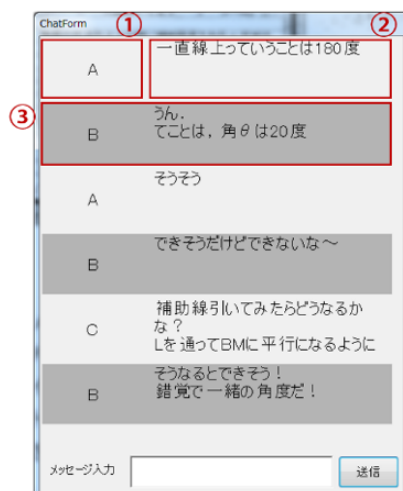 ChatForm
①
②
A
一直線上っていうことは180度
③
B
うん.
てことは, 角θは20度
A
そうそう
B
できそうだけどできないな～
C
補助線引いてみたらどうなるか
な?
Lを通ってBMに平行になるように
B
そうなるとできそう!
錯覚で一緒の角度だ!
メッセージ入力
送信